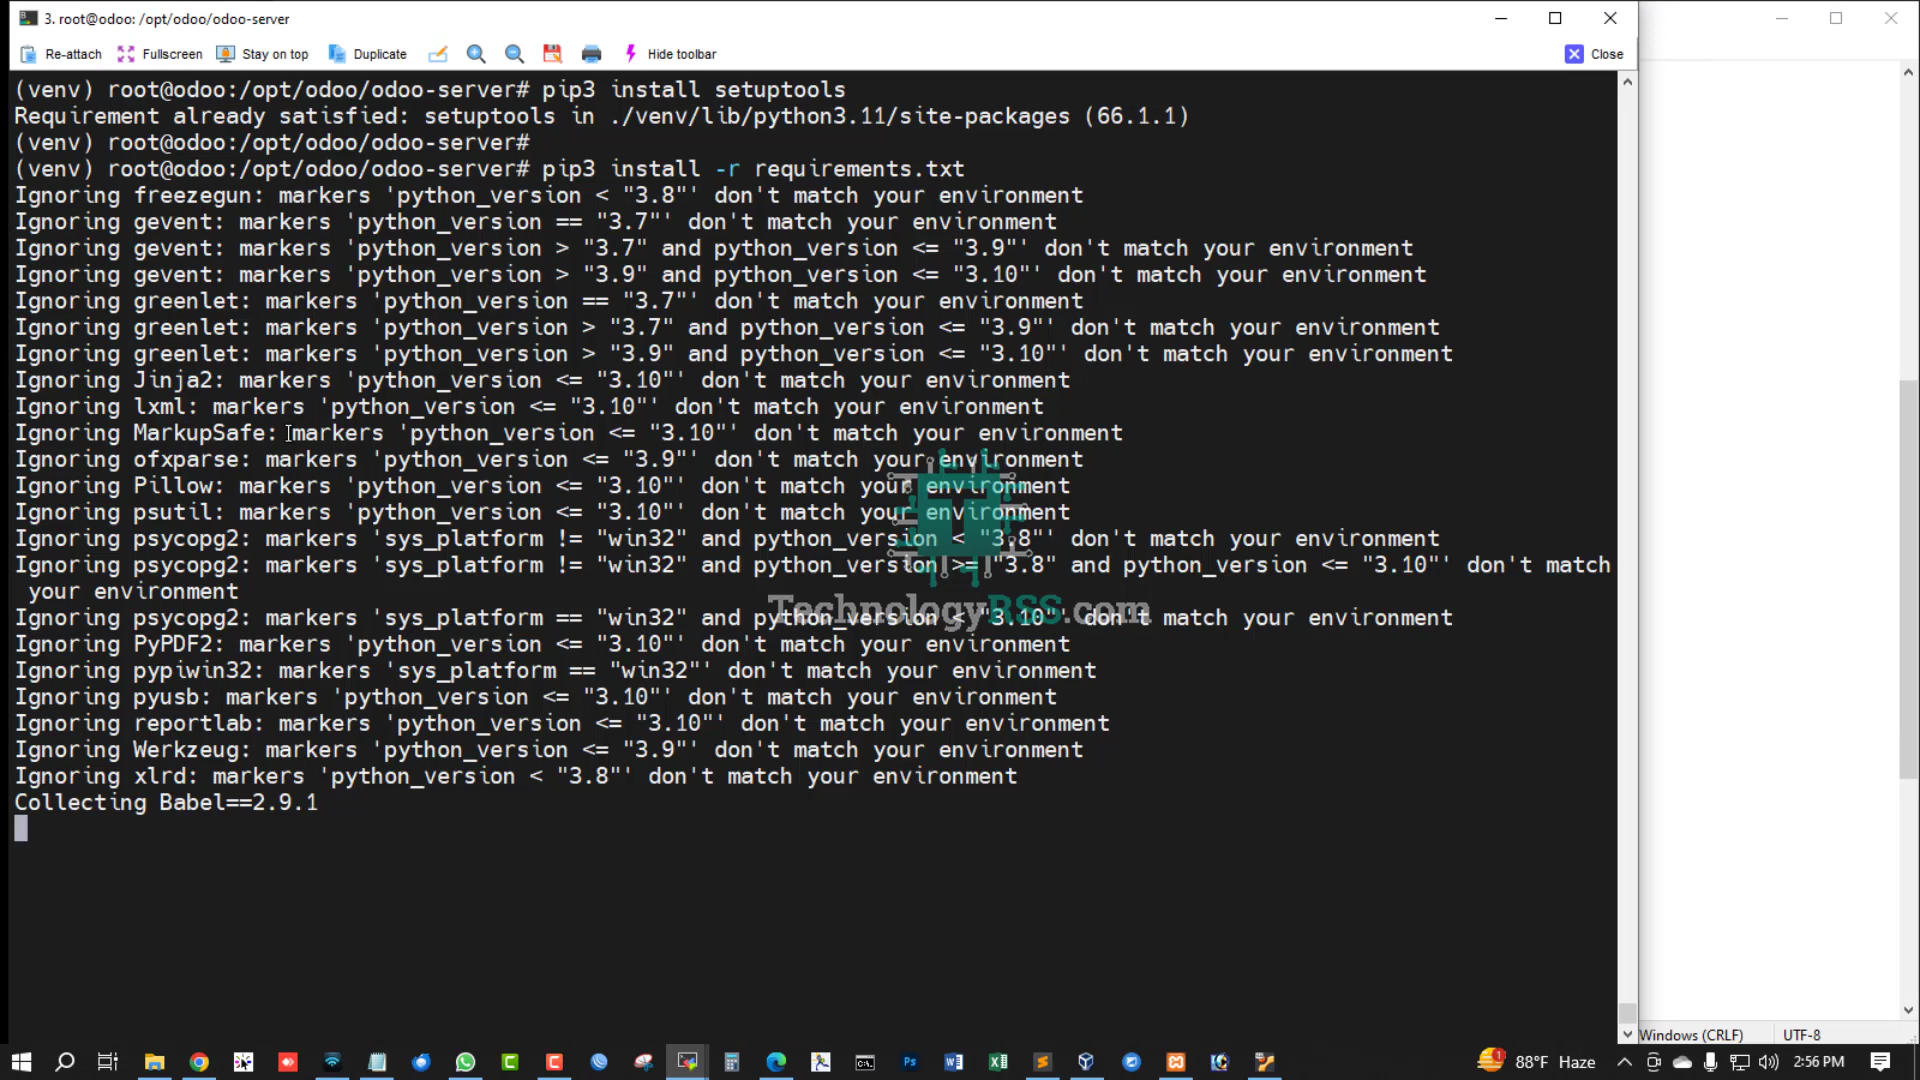 3. root@odoo: /opt/odoo/odoo-server
Re-attach Fullscreen Stay on top Duplicate Hide toolbar Close
(venv) root@odoo:/opt/odoo/odoo-server# pip3 install setuptools
Requirement already satisfied: setuptools in ./venv/lib/python3.11/site-packages (66.1.1)
(venv) root@odoo:/opt/odoo/odoo-server#
(venv) root@odoo:/opt/odoo/odoo-server# pip3 install -r requirements.txt
Ignoring freezegun: markers 'python_version < "3.8"' don't match your environment
Ignoring gevent: markers 'python_version == "3.7"' don't match your environment
Ignoring gevent: markers 'python_version > "3.7" and python_version <= "3.9"' don't match your environment
Ignoring gevent: markers 'python_version > "3.9" and python_version <= "3.10"' don't match your environment
Ignoring greenlet: markers 'python_version == "3.7"' don't match your environment
Ignoring greenlet: markers 'python_version > "3.7" and python_version <= "3.9"' don't match your environment
Ignoring greenlet: markers 'python_version > "3.9" and python_version <= "3.10"' don't match your environment
Ignoring Jinja2: markers 'python_version <= "3.10"' don't match your environment
Ignoring lxml: markers 'python_version <= "3.10"' don't match your environment
Ignoring MarkupSafe: markers 'python_version <= "3.10"' don't match your environment
Ignoring ofxparse: markers 'python_version <= "3.9"' don't match your environment
Ignoring Pillow: markers 'python_version <= "3.10"' don't match your environment
Ignoring psutil: markers 'python_version <= "3.10"' don't match your environment
Ignoring psycopg2: markers 'sys_platform != "win32" and python_version < "3.8"' don't match your environment
Ignoring psycopg2: markers 'sys_platform != "win32" and python_version >= "3.8" and python_version <= "3.10"' don't match
your environment
Ignoring psycopg2: markers 'sys_platform == "win32" and python_version < "3.10"' don't match your environment
TechnologyRSS.com
Ignoring PyPDF2: markers 'python_version <= "3.10"' don't match your environment
Ignoring pypiwin32: markers 'sys_platform == "win32"' don't match your environment
Ignoring pyusb: markers 'python_version <= "3.10"' don't match your environment
Ignoring reportlab: markers 'python_version <= "3.10"' don't match your environment
Ignoring Werkzeug: markers 'python_version <= "3.9"' don't match your environment
Ignoring xlrd: markers 'python_version < "3.8"' don't match your environment
Collecting Babel==2.9.1
Windows (CRLF) UTF-8
88°F Haze 2:56 PM